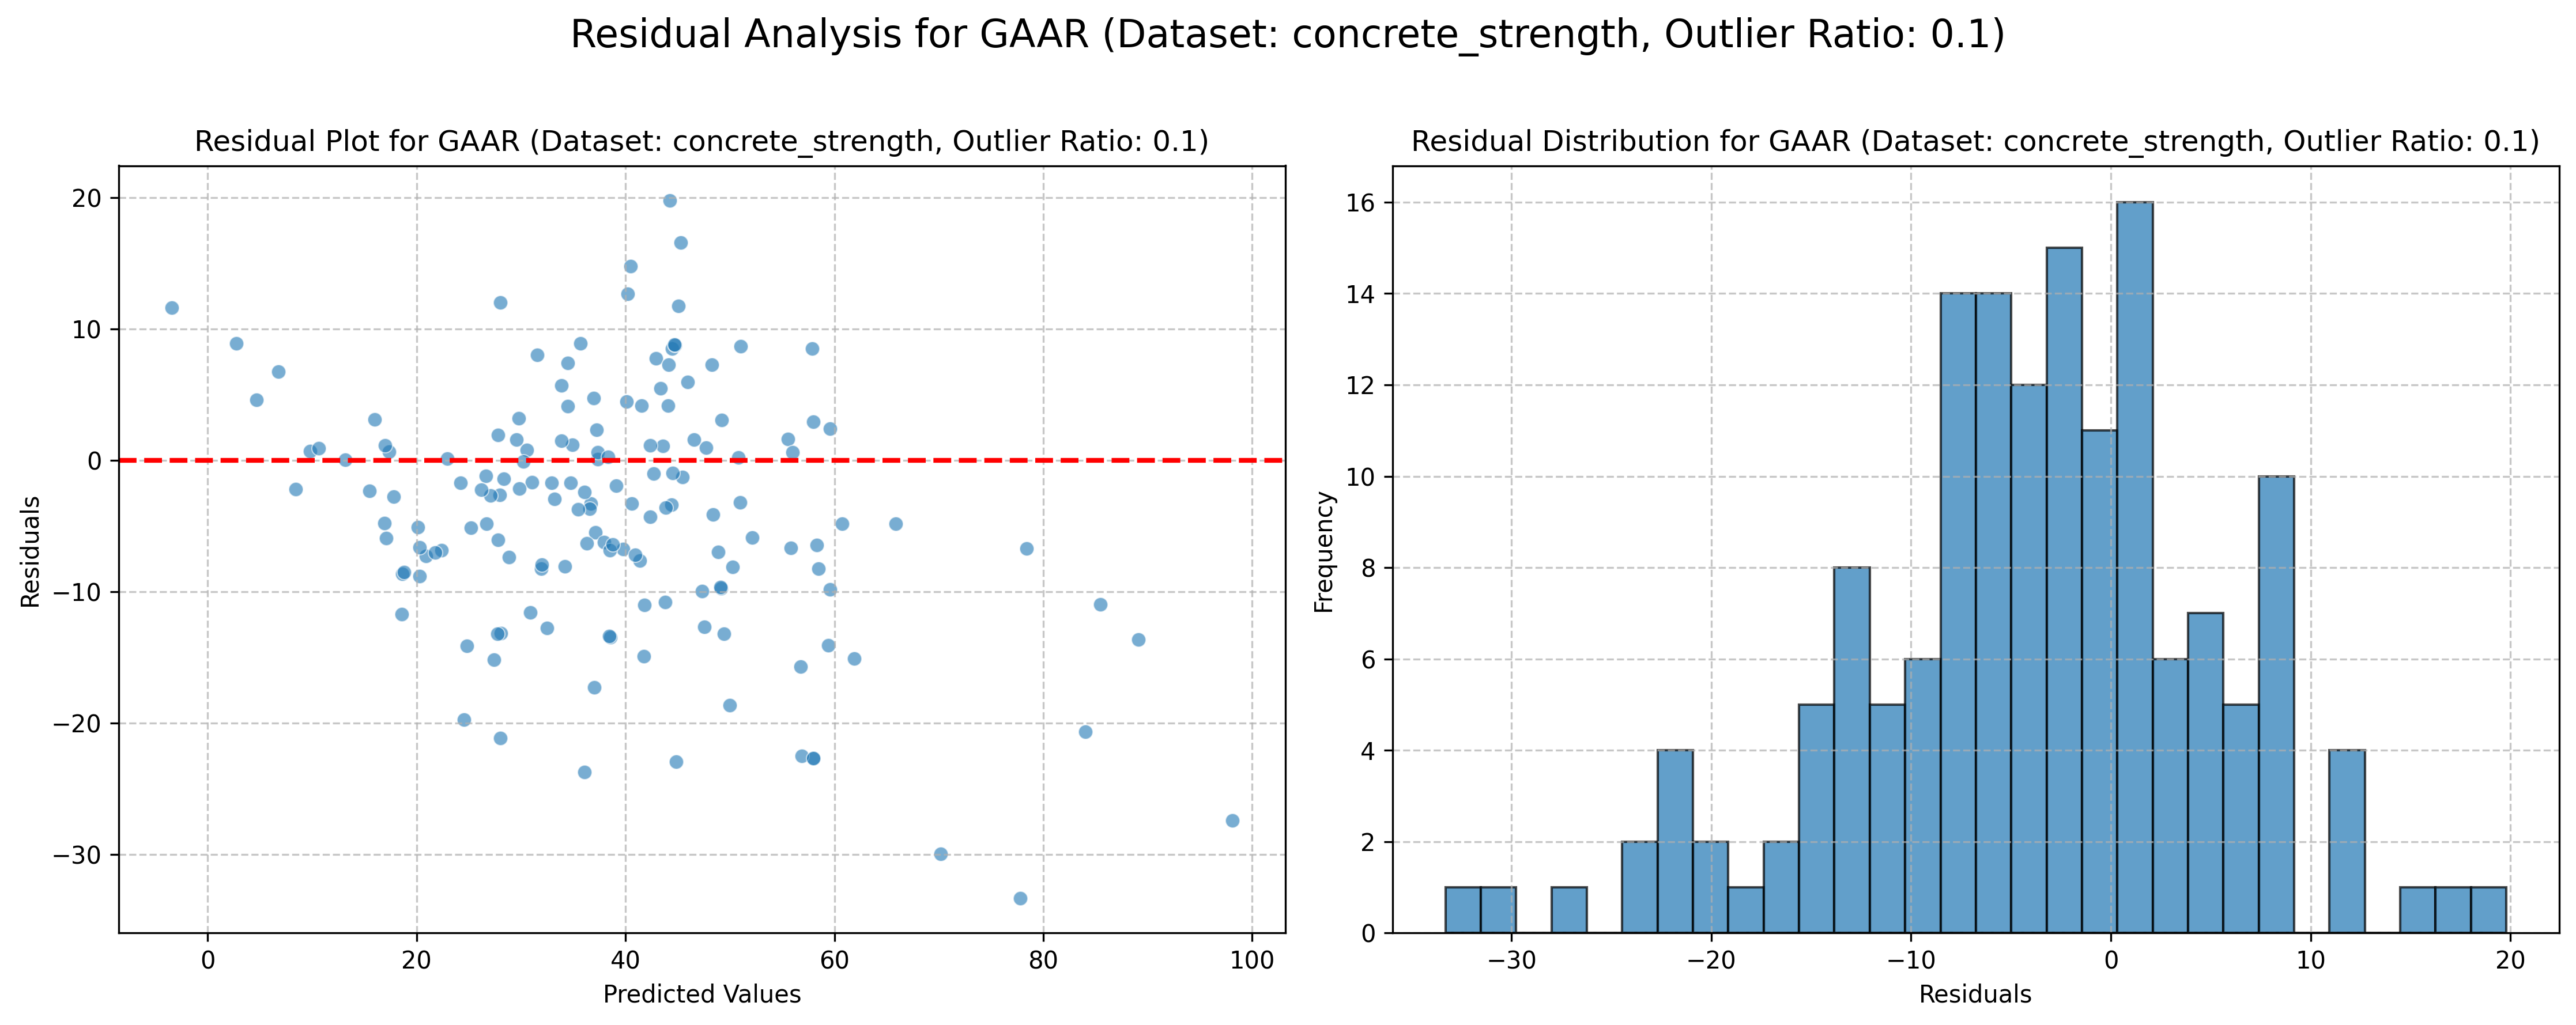 Residual Analysis for GAAR (Dataset: concrete_strength, Outlier Ratio: 0.1)
Residual Plot for GAAR (Dataset: concrete_strength, Outlier Ratio: 0.1)
20
10
0
−10
−20
−30
Residuals
0 20 40 60 80 100
Predicted Values
Residual Distribution for GAAR (Dataset: concrete_strength, Outlier Ratio: 0.1)
16
14
12
10
8
6
4
2
0
Frequency
−30 −20 −10 0 10 20
Residuals